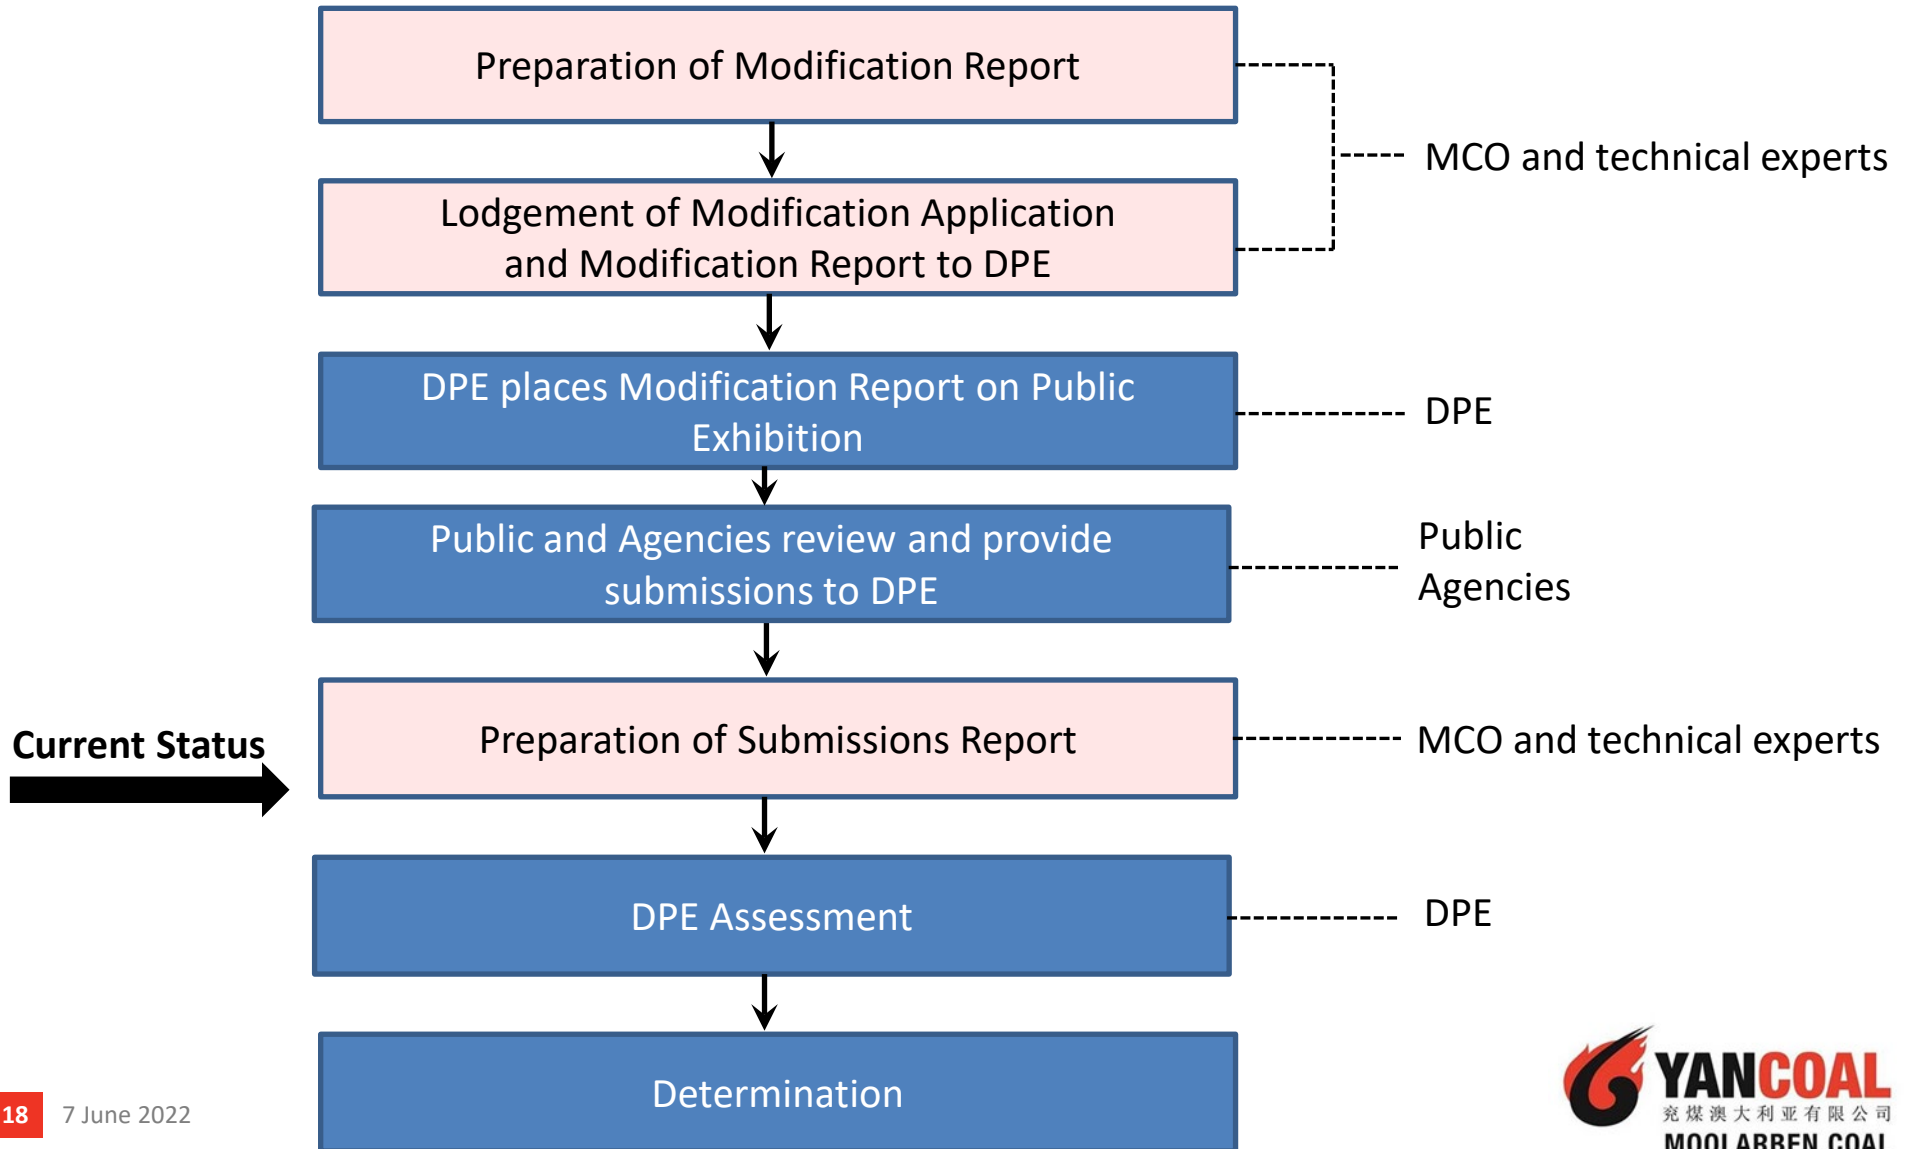 Preparation of Modification Report
MCO and technical experts
Lodgement of Modification Application
and Modification Report to DPE
DPE places Modification Report on Public
Exhibition
DPE
Public and Agencies review and provide
submissions to DPE
Public
Agencies
Current Status
Preparation of Submissions Report
MCO and technical experts
DPE Assessment
DPE
Determination
18 7 June 2022
YANCOAL
兖煤澳大利亚有限公司
MOOLARBEN COAL